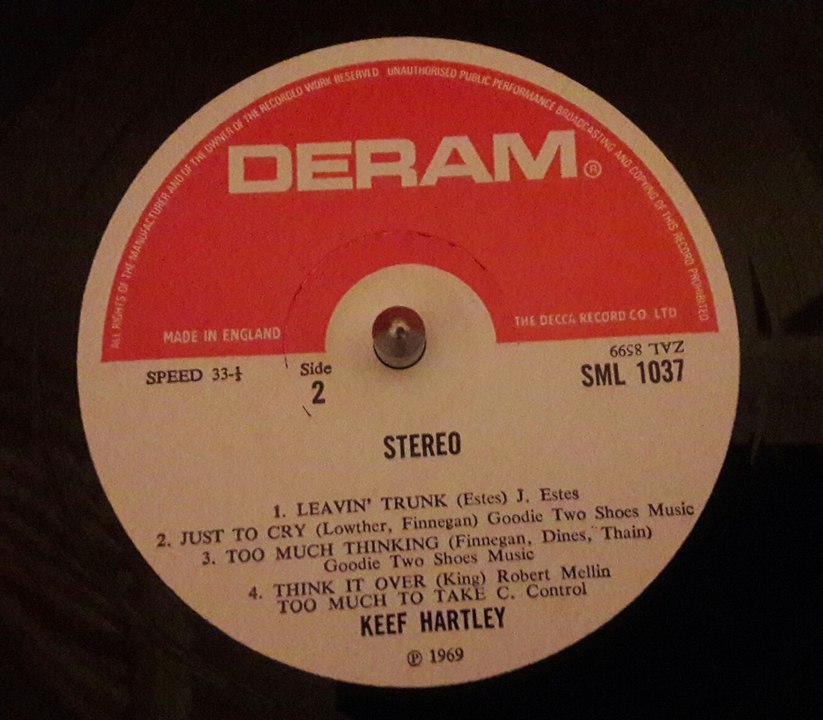 ALL RIGHTS OF THE MANUFACTURER AND OF THE OWNER OF THE RECORDED WORK RESERVED UNAUTHORISED PUBLIC PERFORMANCE BROADCASTING AND COPYING OF THIS RECORD PROHIBITED
DERAM®
MADE IN ENGLAND
THE DECCA RECORD CO. LTD
SPEED 33-⅓
Side
2
ZAL 8599
SML 1037
STEREO
1. LEAVIN' TRUNK (Estes) J. Estes
2. JUST TO CRY (Lowther, Finnegan) Goodie Two Shoes Music
3. TOO MUCH THINKING (Finnegan, Dines, Thain)
Goodie Two Shoes Music
4. THINK IT OVER (King) Robert Mellin
TOO MUCH TO TAKE C. Control
KEEF HARTLEY
℗ 1969